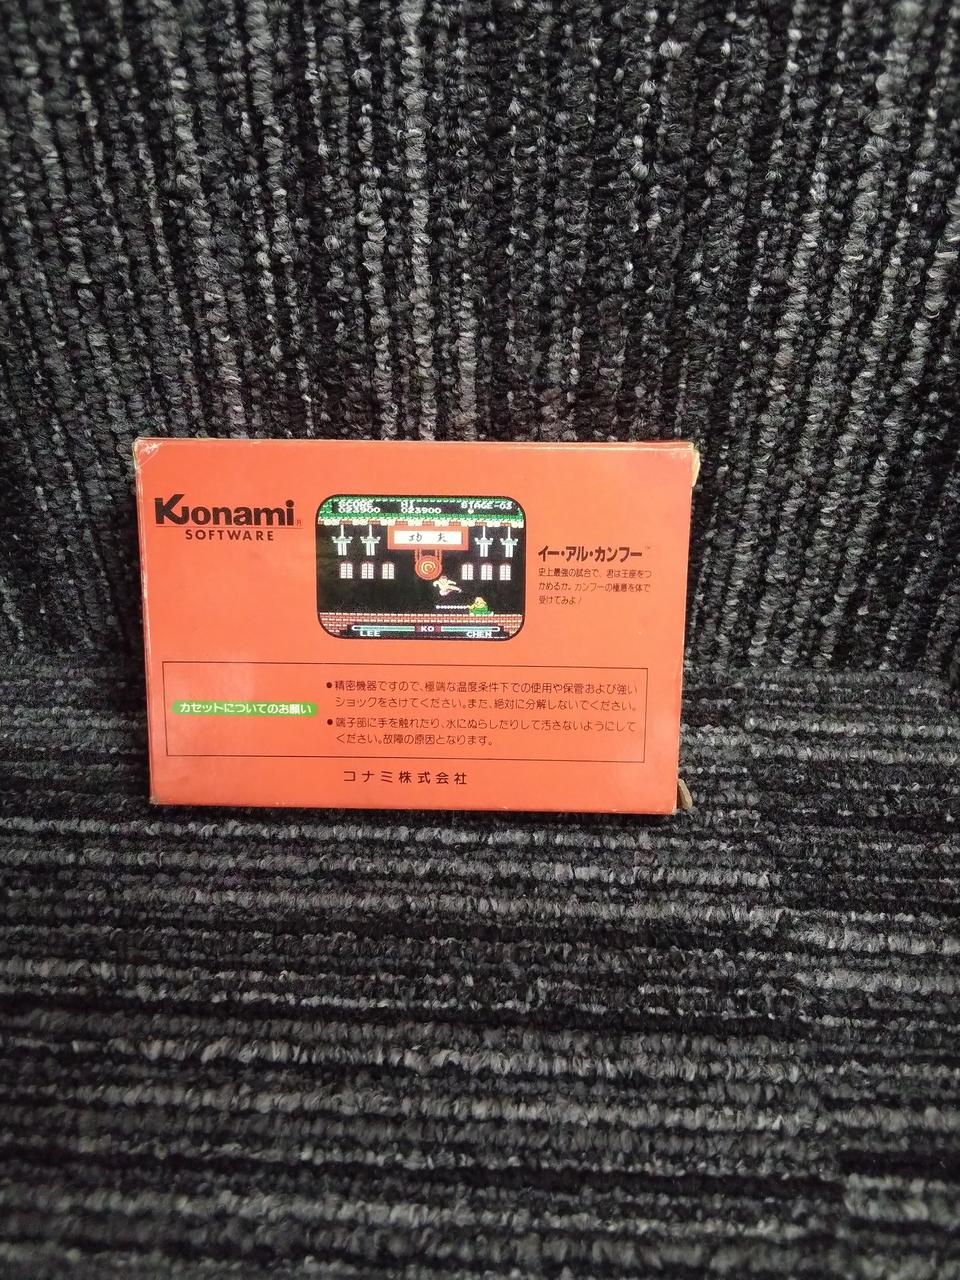 Konami®
SOFTWARE
SCORE HI STAGE-03
023900 023900
功夫
LEE KO CHEN
イー・アル・カンフー™
史上最強の試合で、君は王座をつ
かめるか。カンフーの極意を体で
受けてみよ!
カセットについてのお願い
●精密機器ですので、極端な温度条件下での使用や保管および強い
ショックをさけてください。また、絶対に分解しないでください。
●端子部に手を触れたり、水にぬらしたりして汚さないようにして
ください。故障の原因となります。
コナミ株式会社